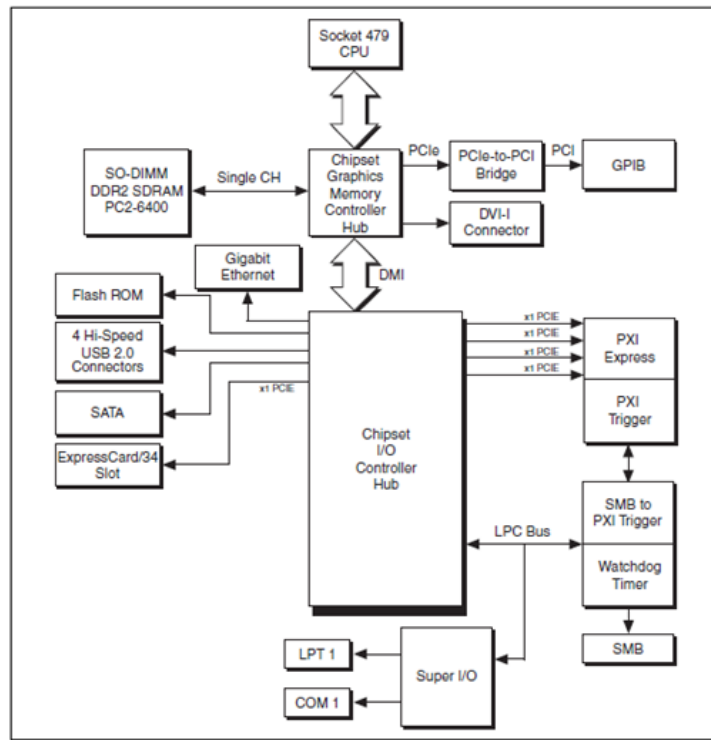 Socket 479
CPU
SO-DIMM
DDR2 SDRAM
PC2-6400
Single CH
Chipset
Graphics
Memory
Controller
Hub
PCIe
PCIe-to-PCI
Bridge
PCI
GPIB
DVI-I
Connector
Gigabit
Ethernet
DMI
Flash ROM
4 Hi-Speed
USB 2.0
Connectors
SATA
x1 PCIE
ExpressCard/34
Slot
Chipset
I/O
Controller
Hub
x1 PCIE
x1 PCIE
x1 PCIE
x1 PCIE
PXI
Express
PXI
Trigger
LPC Bus
SMB to
PXI Trigger
Watchdog
Timer
SMB
LPT 1
COM 1
Super I/O